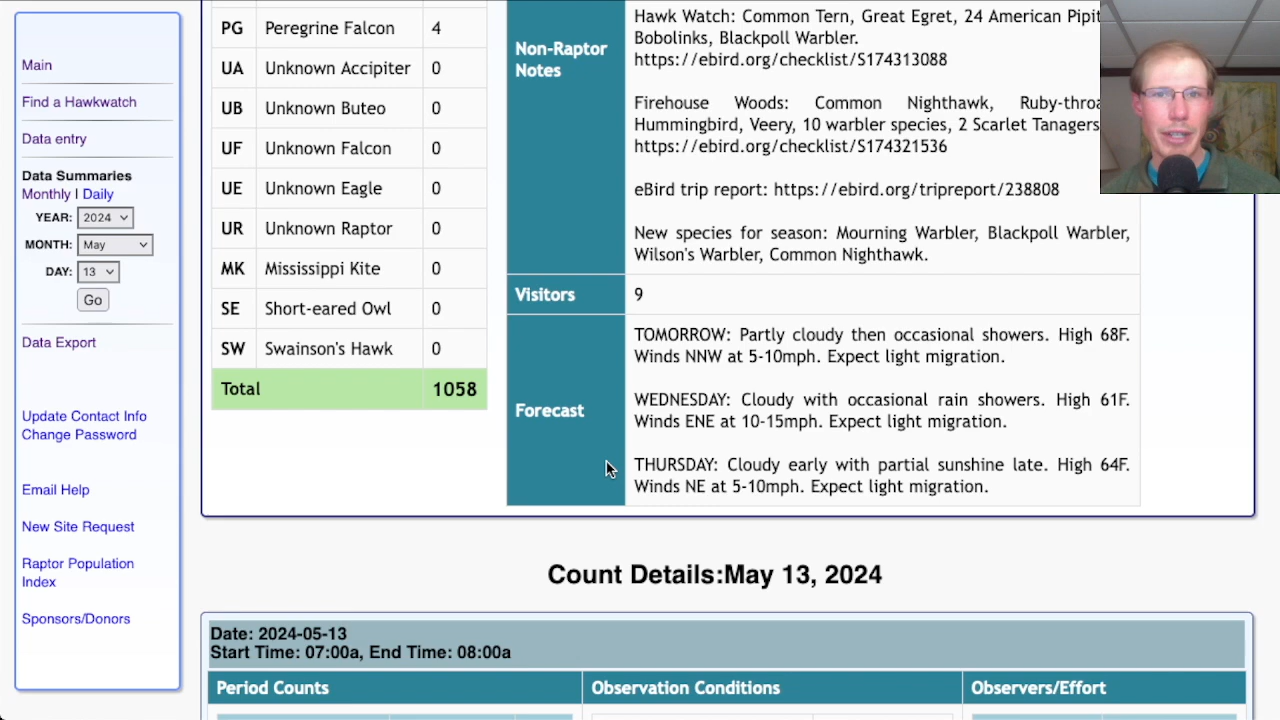 Main
Find a Hawkwatch
Data entry
Data Summaries
Monthly | Daily
YEAR: 2024
MONTH: May
DAY: 13
Go
Data Export
Update Contact Info
Change Password
Email Help
New Site Request
Raptor Population
Index
Sponsors/Donors
PG Peregrine Falcon 4
UA Unknown Accipiter 0
UB Unknown Buteo 0
UF Unknown Falcon 0
UE Unknown Eagle 0
UR Unknown Raptor 0
MK Mississippi Kite 0
SE Short-eared Owl 0
SW Swainson's Hawk 0
Total 1058
Non-Raptor
Notes
Hawk Watch: Common Tern, Great Egret, 24 American
Bobolinks, Blackpoll Warbler.
https://ebird.org/checklist/S174313088
Firehouse Woods: Common Nighthawk,
Hummingbird, Veery, 10 warbler species, 2 Scarlet Tanagers
https://ebird.org/checklist/S174321536
eBird trip report: https://ebird.org/tripreport/238808
New species for season: Mourning Warbler, Blackpoll Warbler,
Wilson's Warbler, Common Nighthawk.
Visitors 9
Forecast
TOMORROW: Partly cloudy then occasional showers. High 68F.
Winds NNW at 5-10mph. Expect light migration.
WEDNESDAY: Cloudy with occasional rain showers. High 61F.
Winds ENE at 10-15mph. Expect light migration.
THURSDAY: Cloudy early with partial sunshine late. High 64F.
Winds NE at 5-10mph. Expect light migration.
Count Details:May 13, 2024
Date: 2024-05-13
Start Time: 07:00a, End Time: 08:00a
Period Counts
Observation Conditions
Observers/Effort